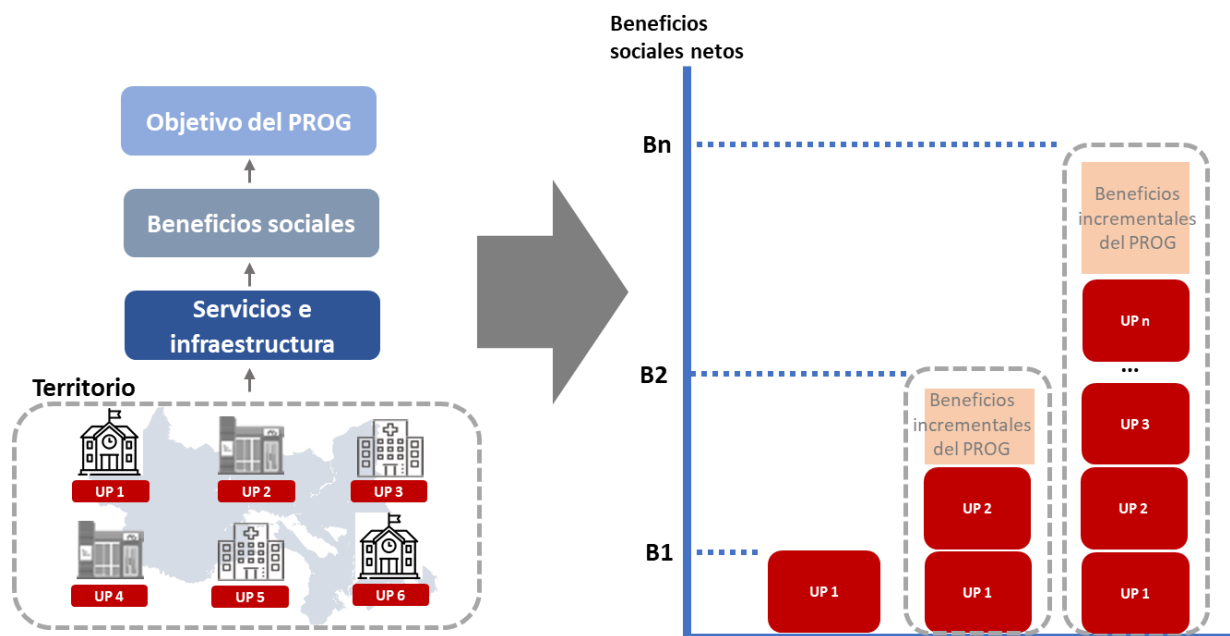 Objetivo del PROG
Beneficios sociales
Servicios e
infraestructura
Territorio
UP 1
UP 2
UP 3
UP 4
UP 5
UP 6
Beneficios
sociales netos
Bn
B2
B1
UP 1
Beneficios
incrementales
del PROG
UP 2
UP 1
Beneficios
incrementales
del PROG
UP n
...
UP 3
UP 2
UP 1